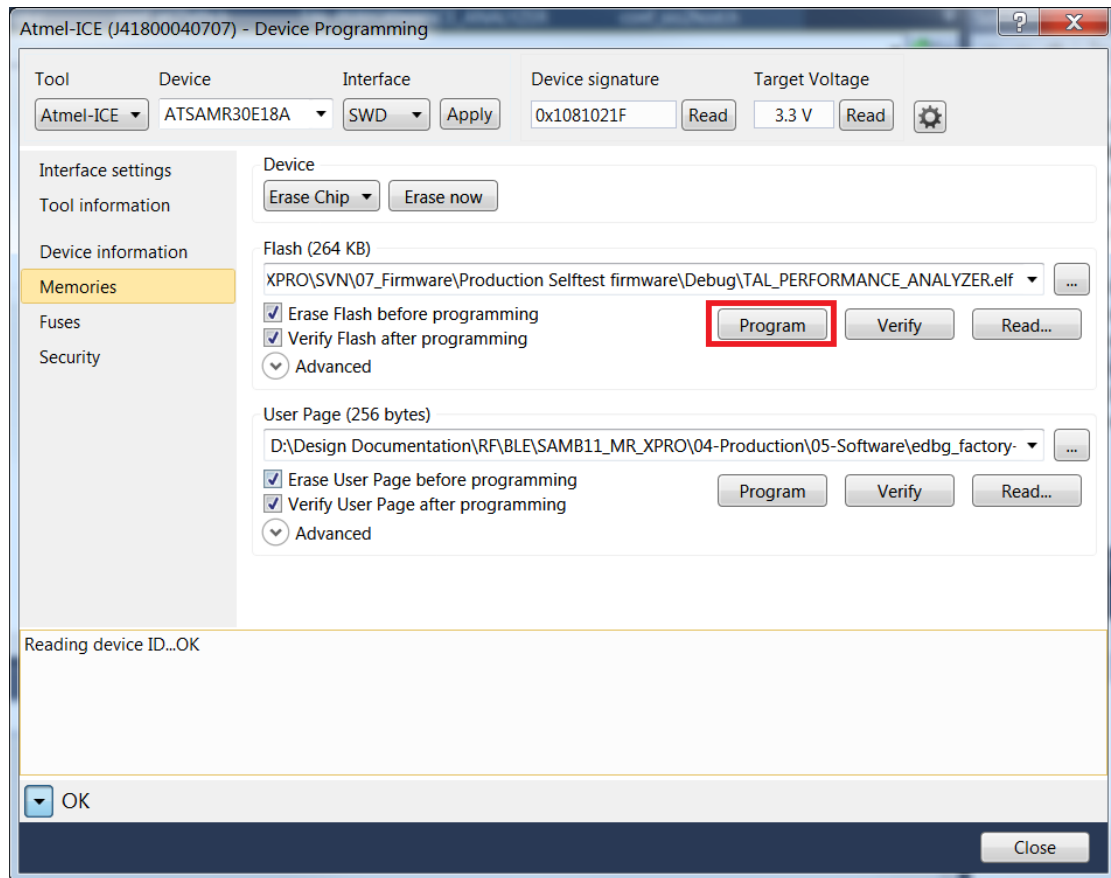 Atmel-ICE (J41800040707) - Device Programming
Tool Device Interface Device signature Target Voltage
Atmel-ICE ATSAMR30E18A SWD Apply 0x1081021F Read 3.3 V Read
Interface settings
Tool information
Device information
Memories
Fuses
Security
Device
Erase Chip Erase now
Flash (264 KB)
XPRO\SVN\07_Firmware\Production Selftest firmware\Debug\TAL_PERFORMANCE_ANALYZER.elf ...
Erase Flash before programming
Verify Flash after programming
Program Verify Read...
Advanced
User Page (256 bytes)
D:\Design Documentation\RF\BLE\SAMB11_MR_XPRO\04-Production\05-Software\edbg_factory- ...
Erase User Page before programming
Verify User Page after programming
Program Verify Read...
Advanced
Reading device ID...OK
OK
Close